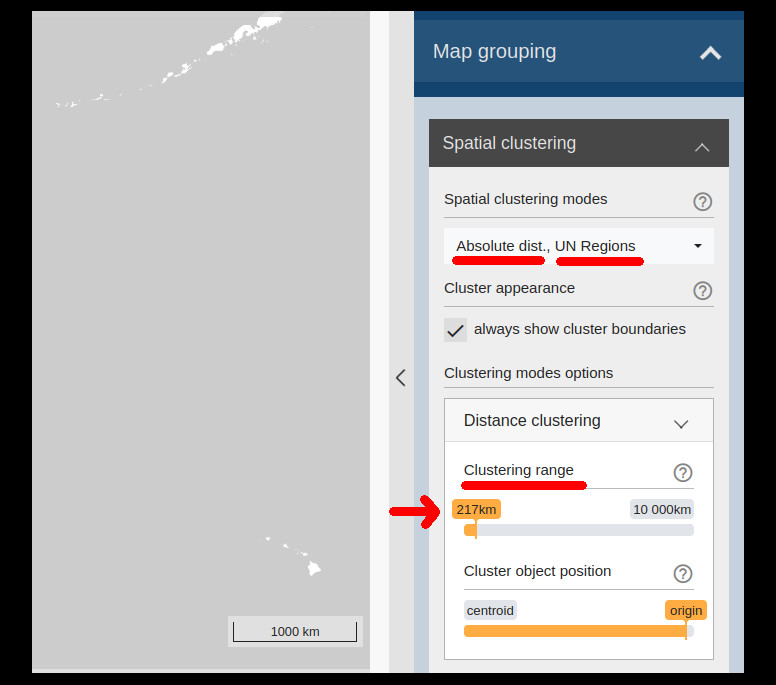 Map grouping
Spatial clustering
Spatial clustering modes
Absolute dist., UN Regions
Cluster appearance
always show cluster boundaries
Clustering modes options
Distance clustering
Clustering range
217km 10 000km
Cluster object position
centroid origin
1000 km